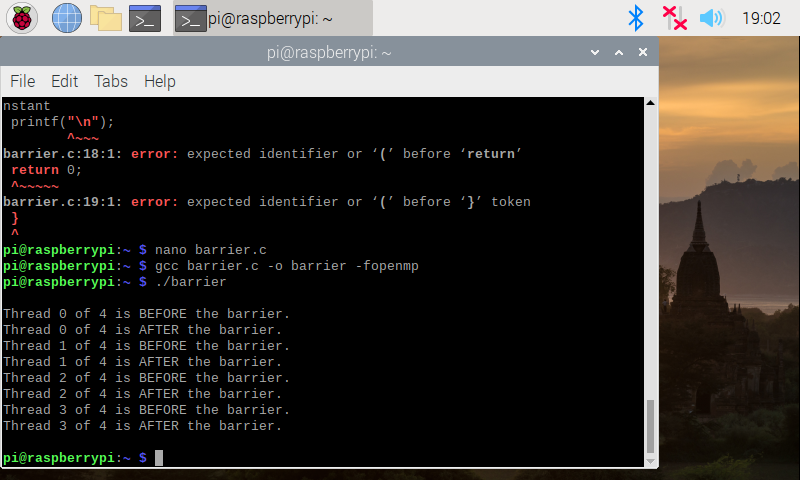 pi@raspberrypi: ~
19:02
pi@raspberrypi: ~
File Edit Tabs Help
nstant
 printf("\n");
        ^~~~
barrier.c:18:1: error: expected identifier or ‘(’ before ‘return’
 return 0;
 ^~~~~~
barrier.c:19:1: error: expected identifier or ‘(’ before ‘}’ token
 }
 ^
pi@raspberrypi:~ $ nano barrier.c
pi@raspberrypi:~ $ gcc barrier.c -o barrier -fopenmp
pi@raspberrypi:~ $ ./barrier
Thread 0 of 4 is BEFORE the barrier.
Thread 0 of 4 is AFTER the barrier.
Thread 1 of 4 is BEFORE the barrier.
Thread 1 of 4 is AFTER the barrier.
Thread 2 of 4 is BEFORE the barrier.
Thread 2 of 4 is AFTER the barrier.
Thread 3 of 4 is BEFORE the barrier.
Thread 3 of 4 is AFTER the barrier.
pi@raspberrypi:~ $